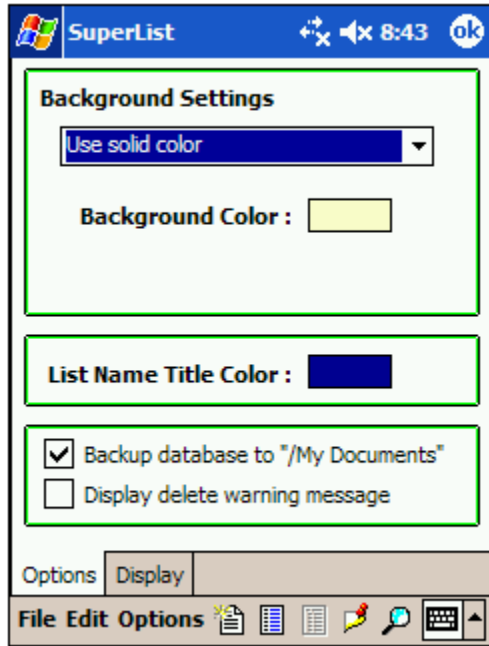 SuperList 8:43 ok
Background Settings
Use solid color
Background Color :
List Name Title Color :
Backup database to "/My Documents"
Display delete warning message
Options Display
File Edit Options